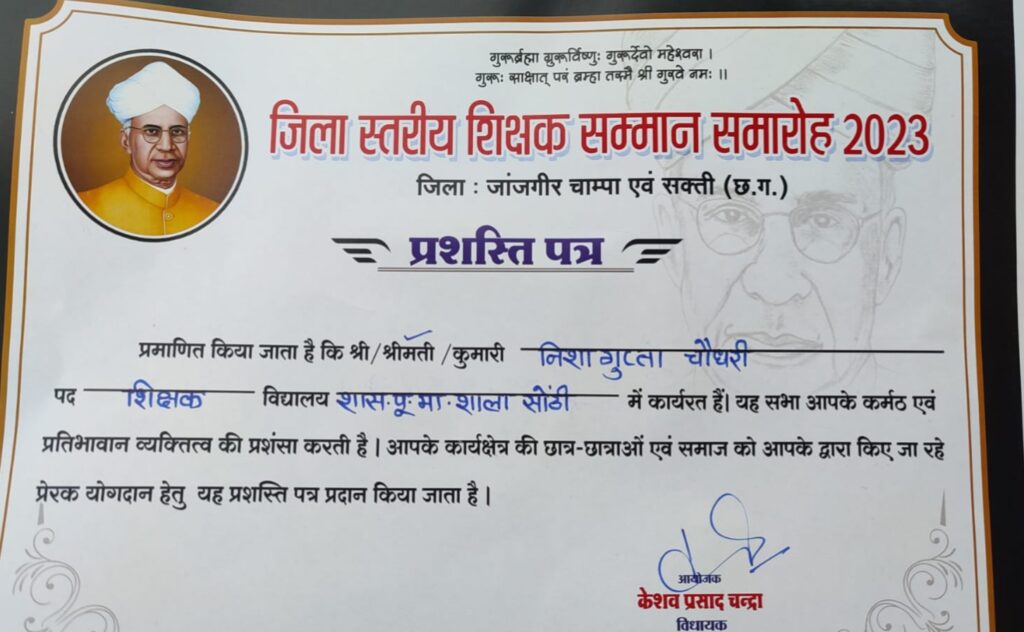 गुरूर्ब्रह्मा गुरूर्विष्णुः गुरूर्देवो महेश्वरा ।
गुरूः साक्षात् परं ब्रम्हा तस्मै श्री गुरवे नमः ।।
जिला स्तरीय शिक्षक सम्मान समारोह 2023
जिला : जांजगीर चाम्पा एवं सक्ती (छ.ग.)
प्रशस्ति पत्र
प्रमाणित किया जाता है कि श्री/श्रीमती /कुमारी निशा गुप्ता चौधरी
पद शिक्षक विद्यालय शास.पू.मा.शाला सोंठी में कार्यरत हैं। यह सभा आपके कर्मठ एवं
प्रतिभावान व्यक्तित्व की प्रशंसा करती है । आपके कार्यक्षेत्र की छात्र-छात्राओं एवं समाज को आपके द्वारा किए जा रहे
प्रेरक योगदान हेतु यह प्रशस्ति पत्र प्रदान किया जाता है ।
आयोजक
केशव प्रसाद चन्द्रा
विधायक